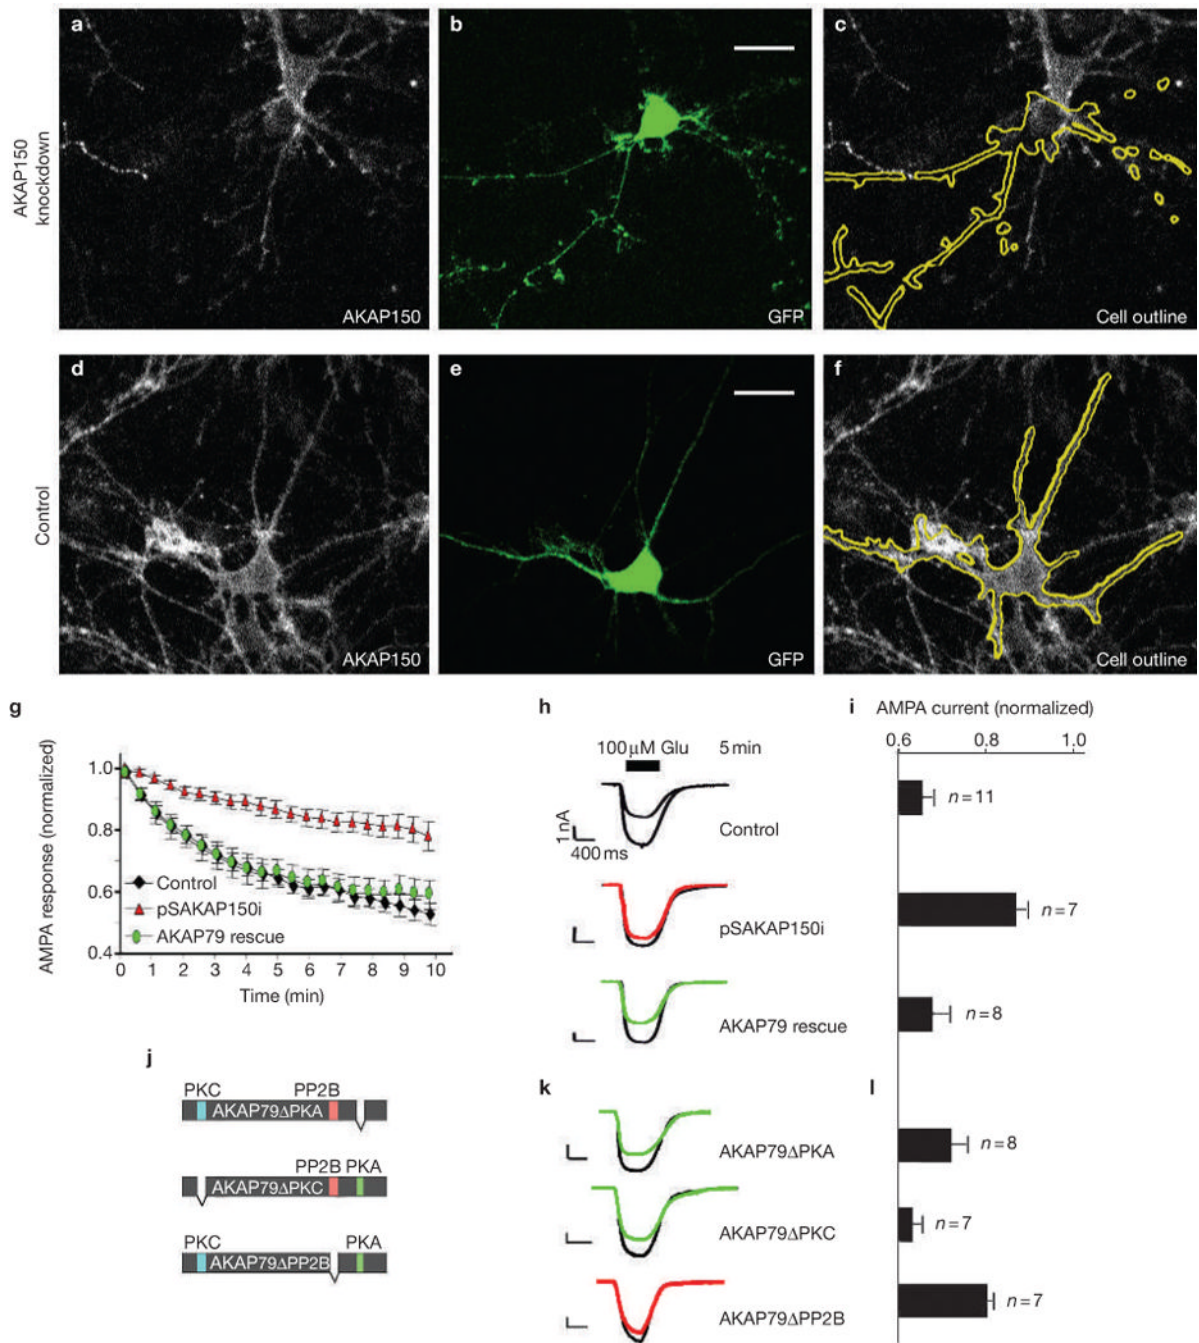 a
b
c
AKAP150 knockdown
AKAP150
GFP
Cell outline
d
e
f
Control
AKAP150
GFP
Cell outline
g
AMPA response (normalized)
1.0
0.8
0.6
0.4
Control
pSAKAP150i
AKAP79 rescue
0 1 2 3 4 5 6 7 8 9 10
Time (min)
h
100 µM Glu 5 min
1 nA
400 ms
Control
pSAKAP150i
AKAP79 rescue
i
AMPA current (normalized)
0.6 0.8 1.0
n = 11
n = 7
n = 8
j
PKC PP2B
AKAP79ΔPKA
PP2B PKA
AKAP79ΔPKC
PKC PKA
AKAP79ΔPP2B
k
AKAP79ΔPKA
AKAP79ΔPKC
AKAP79ΔPP2B
l
n = 8
n = 7
n = 7